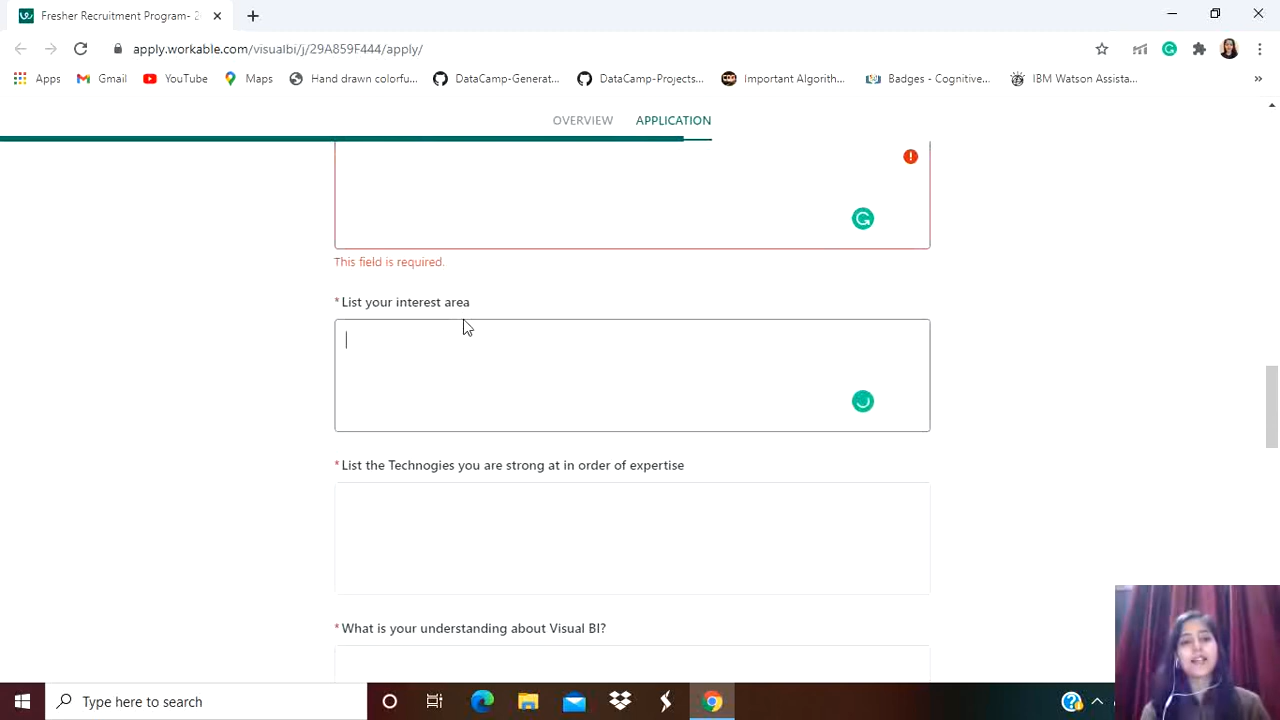 Fresher Recruitment Program- 2
apply.workable.com/visualbi/j/29A859F444/apply/
Apps Gmail YouTube Maps Hand drawn colorfu... DataCamp-Generat... DataCamp-Projects... Important Algorith... Badges - Cognitive... IBM Watson Assista... »
OVERVIEW APPLICATION
This field is required.
* List your interest area
* List the Technogies you are strong at in order of expertise
* What is your understanding about Visual BI?
Type here to search